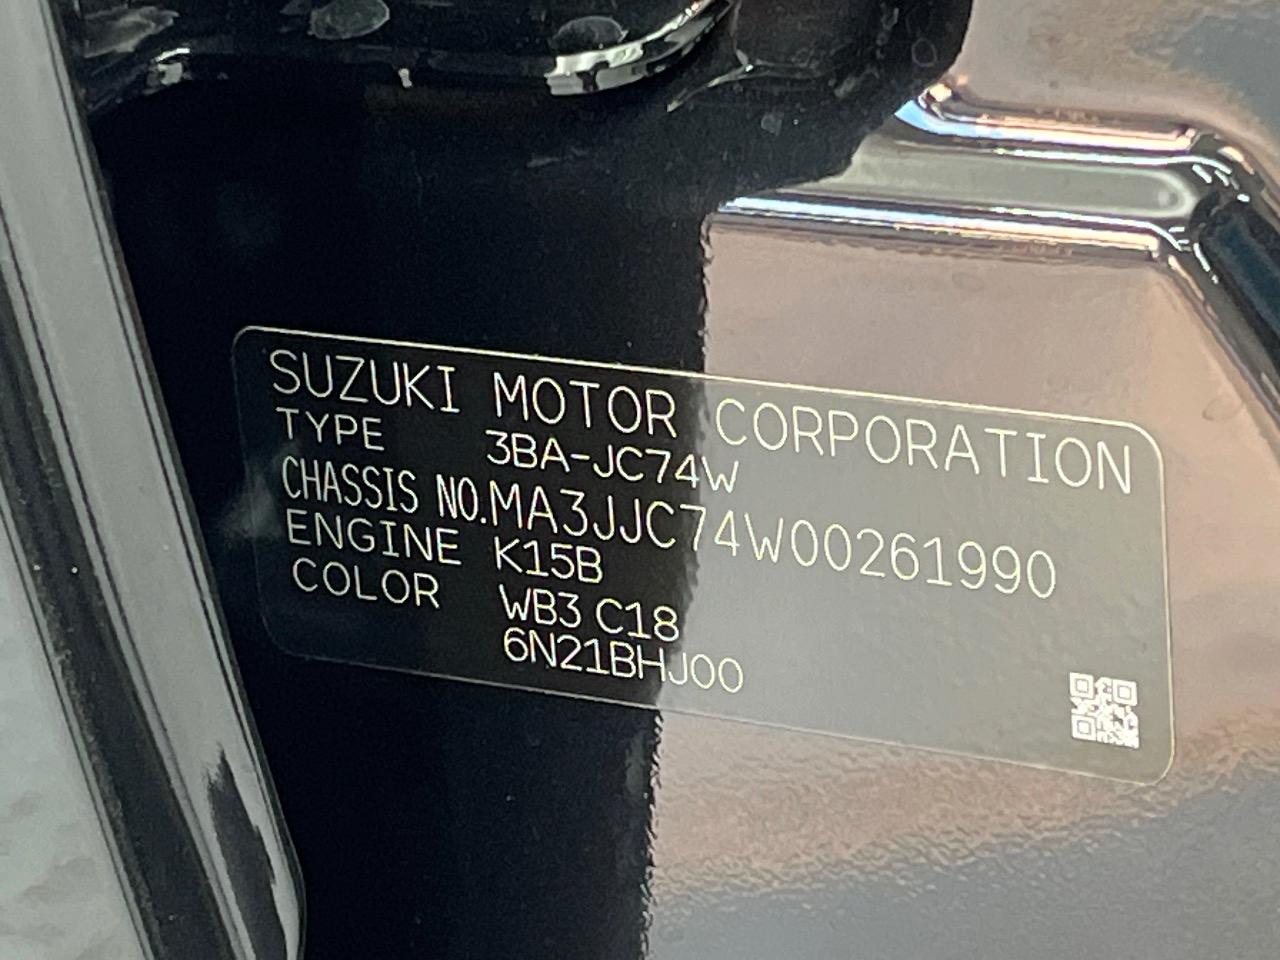 SUZUKI MOTOR CORPORATION
TYPE 3BA-JC74W
CHASSIS NO.MA3JJC74W00261990
ENGINE K15B
COLOR WB3 C18
6N21BHJ00